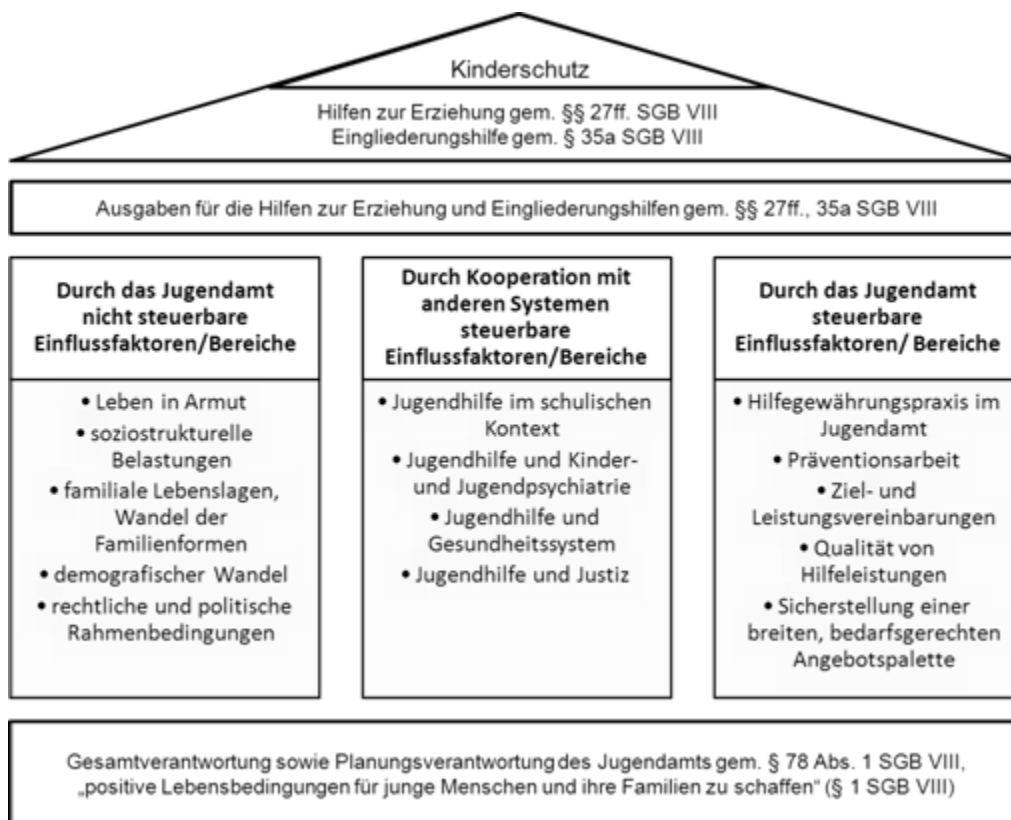 Kinderschutz
Hilfen zur Erziehung gem. §§ 27ff. SGB VIII
Eingliederungshilfe gem. § 35a SGB VIII
Ausgaben für die Hilfen zur Erziehung und Eingliederungshilfen gem. §§ 27ff., 35a SGB VIII
Durch das Jugendamt
nicht steuerbare
Einflussfaktoren/Bereiche
• Leben in Armut
• soziostrukturelle
Belastungen
• familiale Lebenslagen,
Wandel der
Familienformen
• demografischer Wandel
• rechtliche und politische
Rahmenbedingungen
Durch Kooperation mit
anderen Systemen
steuerbare
Einflussfaktoren/Bereiche
• Jugendhilfe im schulischen
Kontext
• Jugendhilfe und Kinder-
und Jugendpsychiatrie
• Jugendhilfe und
Gesundheitssystem
• Jugendhilfe und Justiz
Durch das Jugendamt
steuerbare
Einflussfaktoren/ Bereiche
• Hilfegewährungspraxis im
Jugendamt
• Präventionsarbeit
• Ziel- und
Leistungsvereinbarungen
• Qualität von
Hilfeleistungen
• Sicherstellung einer
breiten, bedarfsgerechten
Angebotspalette
Gesamtverantwortung sowie Planungsverantwortung des Jugendamts gem. § 78 Abs. 1 SGB VIII,
„positive Lebensbedingungen für junge Menschen und ihre Familien zu schaffen“ (§ 1 SGB VIII)